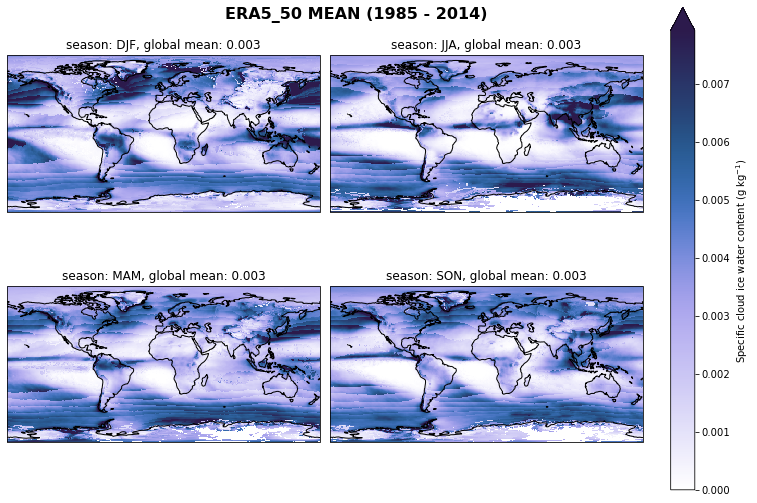 ERA5_50 MEAN (1985 - 2014)
season: DJF, global mean: 0.003
season: JJA, global mean: 0.003
season: MAM, global mean: 0.003
season: SON, global mean: 0.003
0.007
0.006
0.005
0.004
0.003
0.002
0.001
0.000
Specific cloud ice water content (g kg⁻¹)